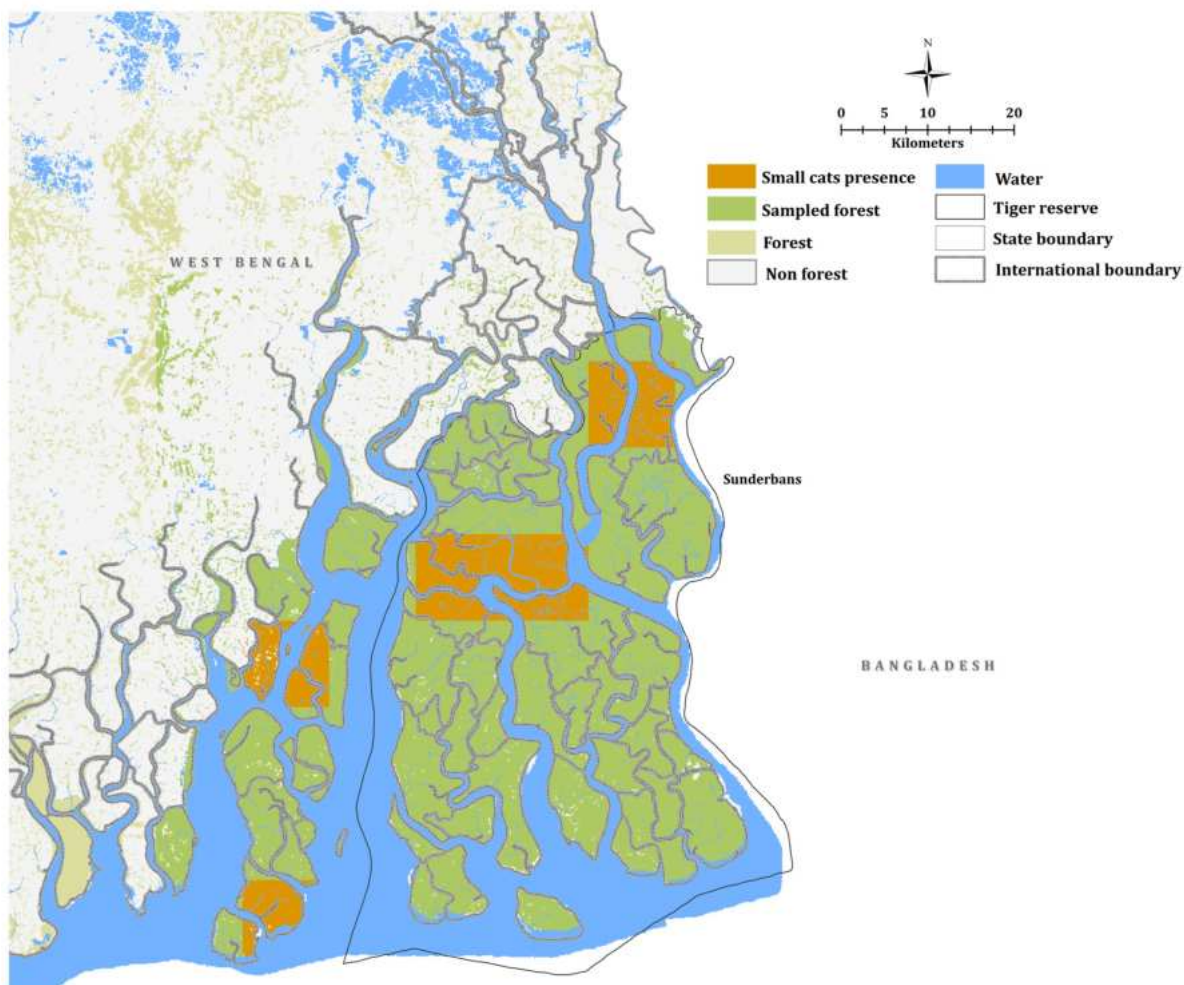 N
0 5 10 20
Kilometers
Small cats presence
Sampled forest
Forest
Non forest
Water
Tiger reserve
State boundary
International boundary
WEST BENGAL
Sunderbans
BANGLADESH